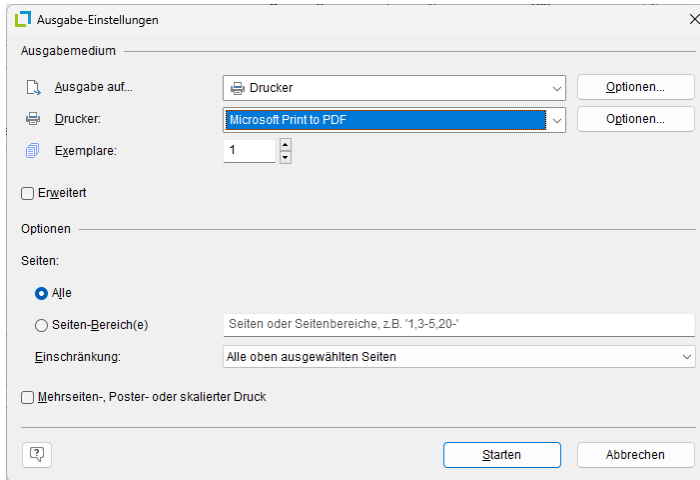 Ausgabe-Einstellungen
Ausgabemedium
Ausgabe auf... Drucker Optionen...
Drucker: Microsoft Print to PDF Optionen...
Exemplare: 1
Erweitert
Optionen
Seiten:
Alle
Seiten-Bereich(e) Seiten oder Seitenbereiche, z.B. '1,3-5,20-'
Einschränkung: Alle oben ausgewählten Seiten
Mehrseiten-, Poster- oder skalierter Druck
? Starten Abbrechen